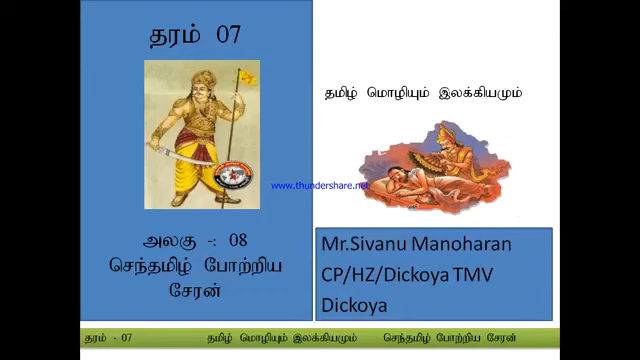 தரம் 07
தமிழ் மொழியும் இலக்கியமும்
www.thundershare.net
அலகு -: 08
செந்தமிழ் போற்றிய
சேரன்
Mr.Sivanu Manoharan
CP/HZ/Dickoya TMV
Dickoya
தரம் - 07 தமிழ் மொழியும் இலக்கியமும் செந்தமிழ் போற்றிய சேரன்